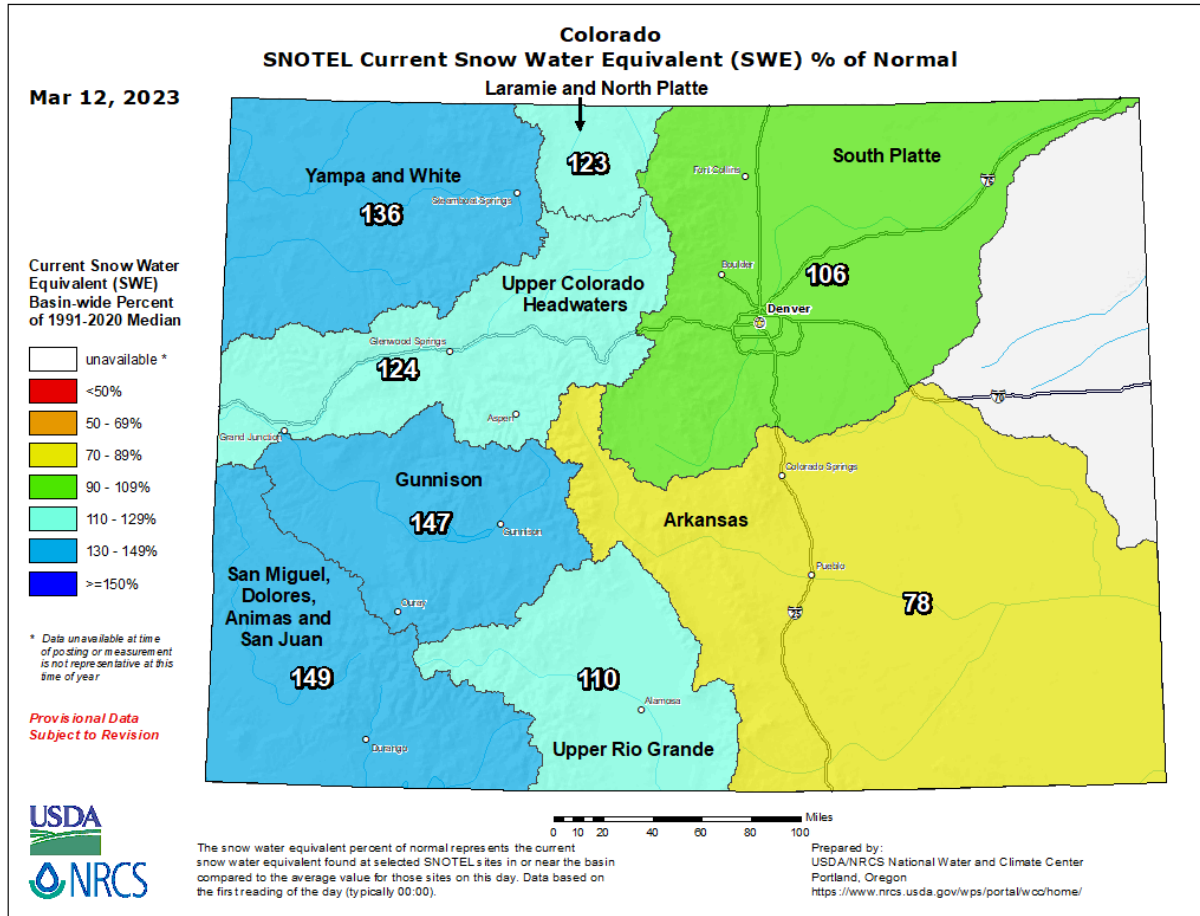 Colorado
SNOTEL Current Snow Water Equivalent (SWE) % of Normal
Mar 12, 2023
Laramie and North Platte
123
Yampa and White
136
Steamboat Springs
South Platte
Fort Collins
76
Current Snow Water
Equivalent (SWE)
Basin-wide Percent
of 1991-2020 Median
unavailable *
<50%
50 - 69%
70 - 89%
90 - 109%
110 - 129%
130 - 149%
>=150%
* Data unavailable at time
of posting or measurement
is not representative at this
time of year
Provisional Data
Subject to Revision
Upper Colorado
Headwaters
Boulder
106
Denver
Glenwood Springs
124
Aspen
70
Grand Junction
Gunnison
147
Gunnison
Colorado Springs
Arkansas
Pueblo
78
25
San Miguel,
Dolores,
Animas and
San Juan
Ouray
149
Durango
110
Alamosa
Upper Rio Grande
USDA
NRCS
Miles
0 10 20 40 60 80 100
The snow water equivalent percent of normal represents the current
snow water equivalent found at selected SNOTEL sites in or near the basin
compared to the average value for those sites on this day. Data based on
the first reading of the day (typically 00:00).
Prepared by:
USDA/NRCS National Water and Climate Center
Portland, Oregon
https://www.nrcs.usda.gov/wps/portal/wcc/home/